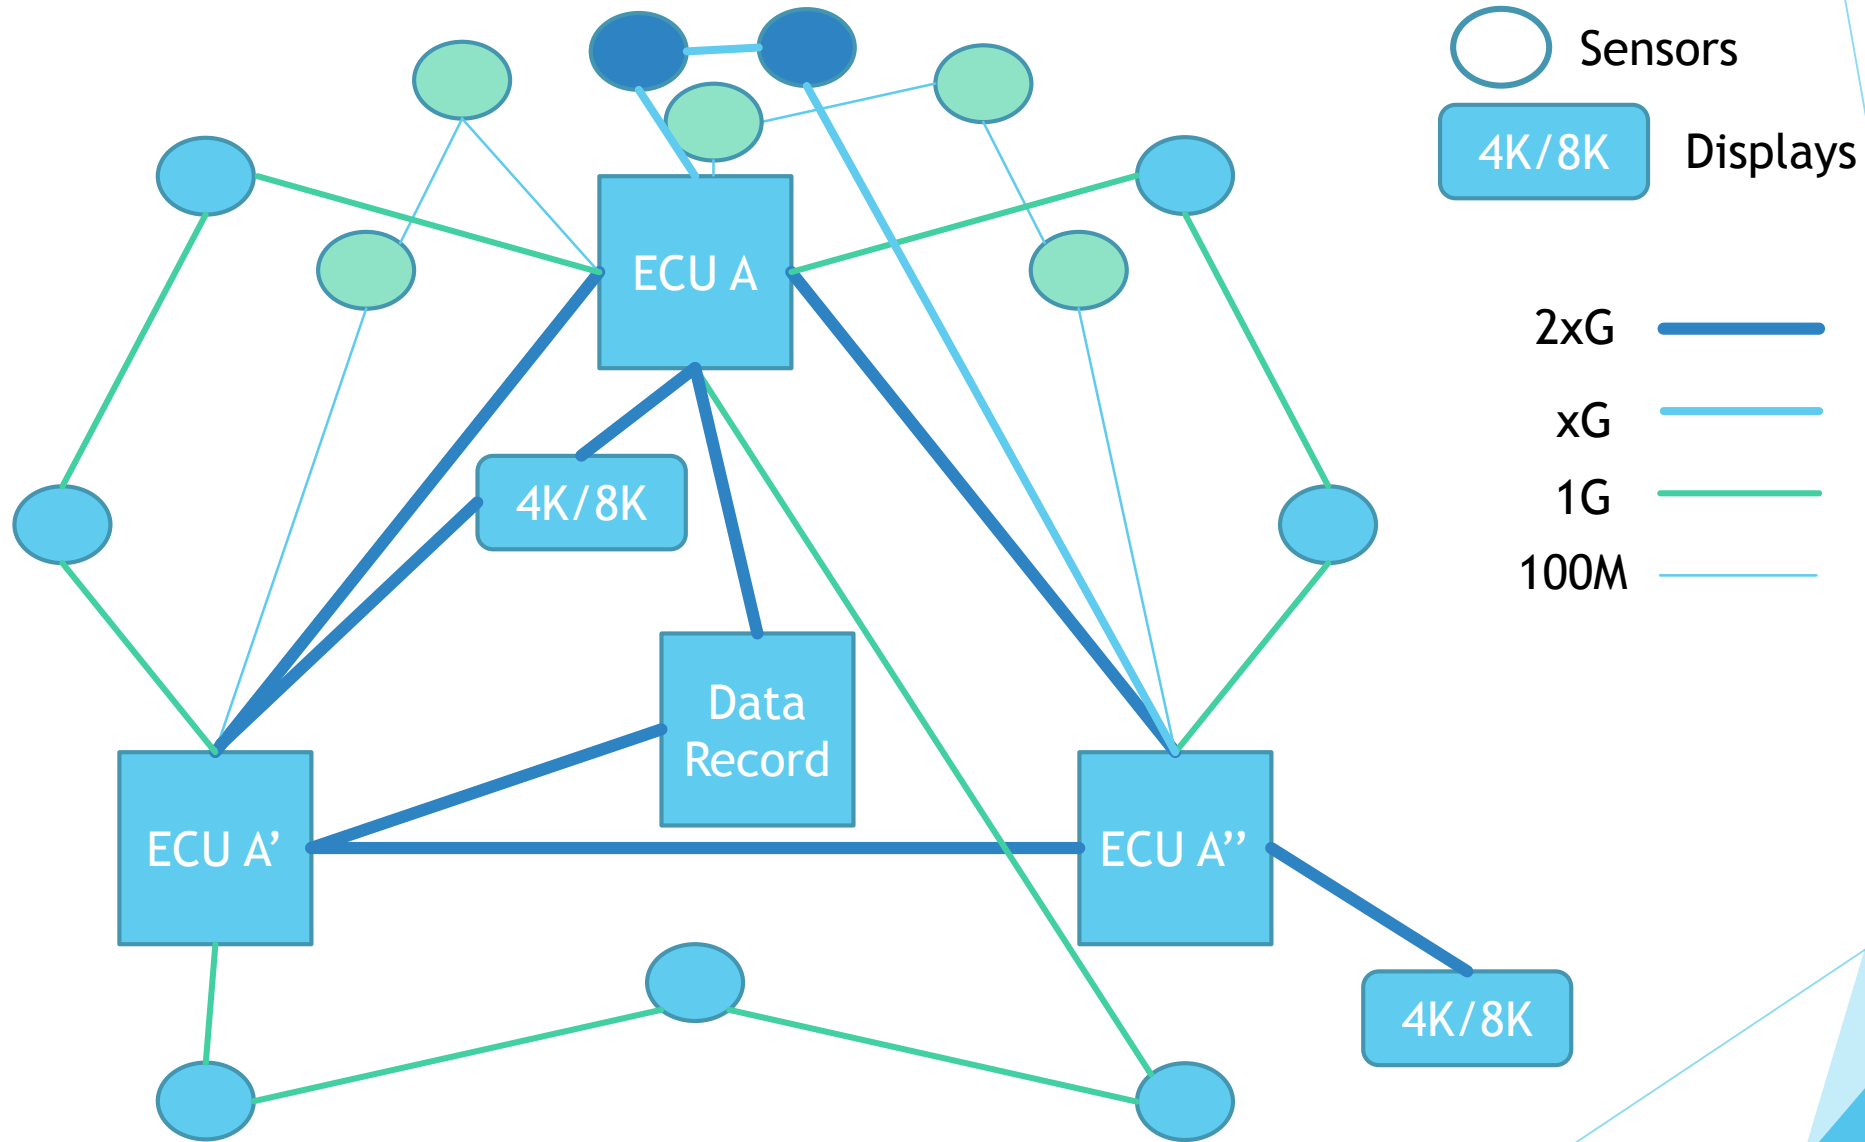 Sensors
4K/8K
Displays
ECU A
2xG
xG
1G
100M
4K/8K
Data
Record
ECU A’
ECU A’’
4K/8K